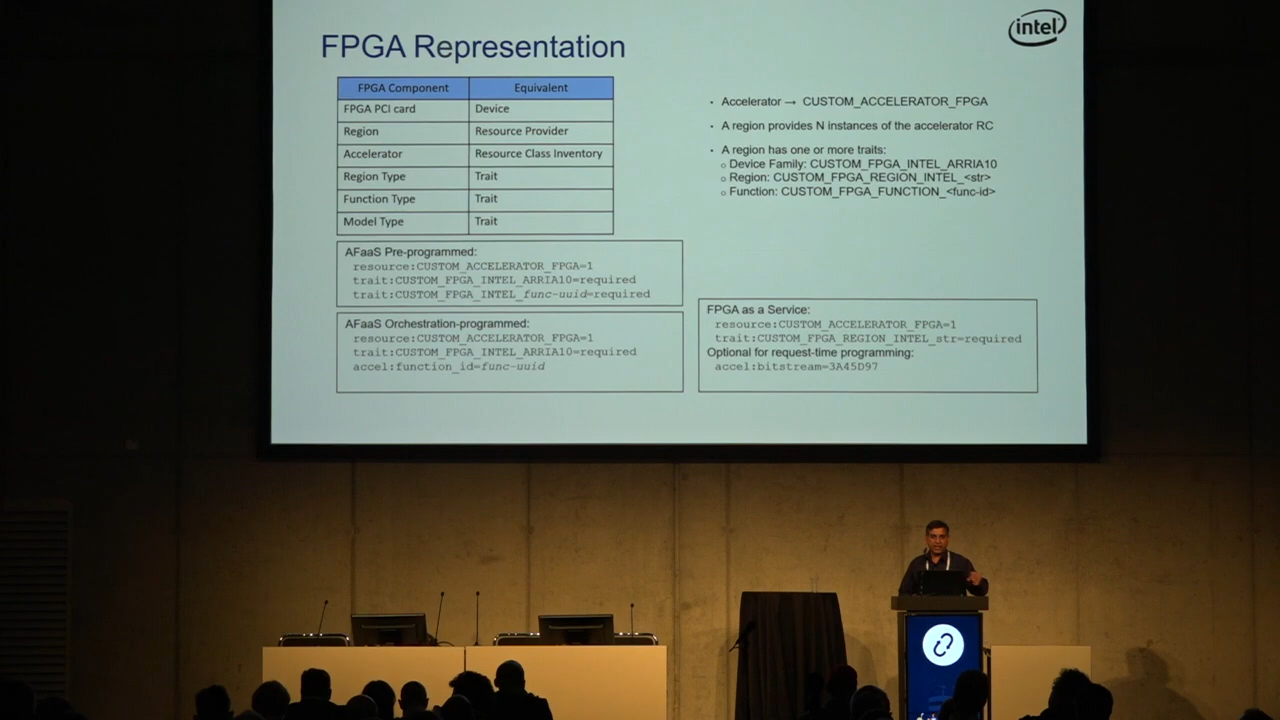 intel
FPGA Representation
FPGA Component Equivalent
FPGA PCI card Device
Region Resource Provider
Accelerator Resource Class Inventory
Region Type Trait
Function Type Trait
Model Type Trait
• Accelerator → CUSTOM_ACCELERATOR_FPGA
• A region provides N instances of the accelerator RC
• A region has one or more traits:
o Device Family: CUSTOM_FPGA_INTEL_ARRIA10
o Region: CUSTOM_FPGA_REGION_INTEL_<str>
o Function: CUSTOM_FPGA_FUNCTION_<func-id>
AFaaS Pre-programmed:
resource:CUSTOM_ACCELERATOR_FPGA=1
trait:CUSTOM_FPGA_INTEL_ARRIA10=required
trait:CUSTOM_FPGA_INTEL_func-uuid=required
AFaaS Orchestration-programmed:
resource:CUSTOM_ACCELERATOR_FPGA=1
trait:CUSTOM_FPGA_INTEL_ARRIA10=required
accel:function_id=func-uuid
FPGA as a Service:
resource:CUSTOM_ACCELERATOR_FPGA=1
trait:CUSTOM_FPGA_REGION_INTEL_str=required
Optional for request-time programming:
accel:bitstream=3A45D97